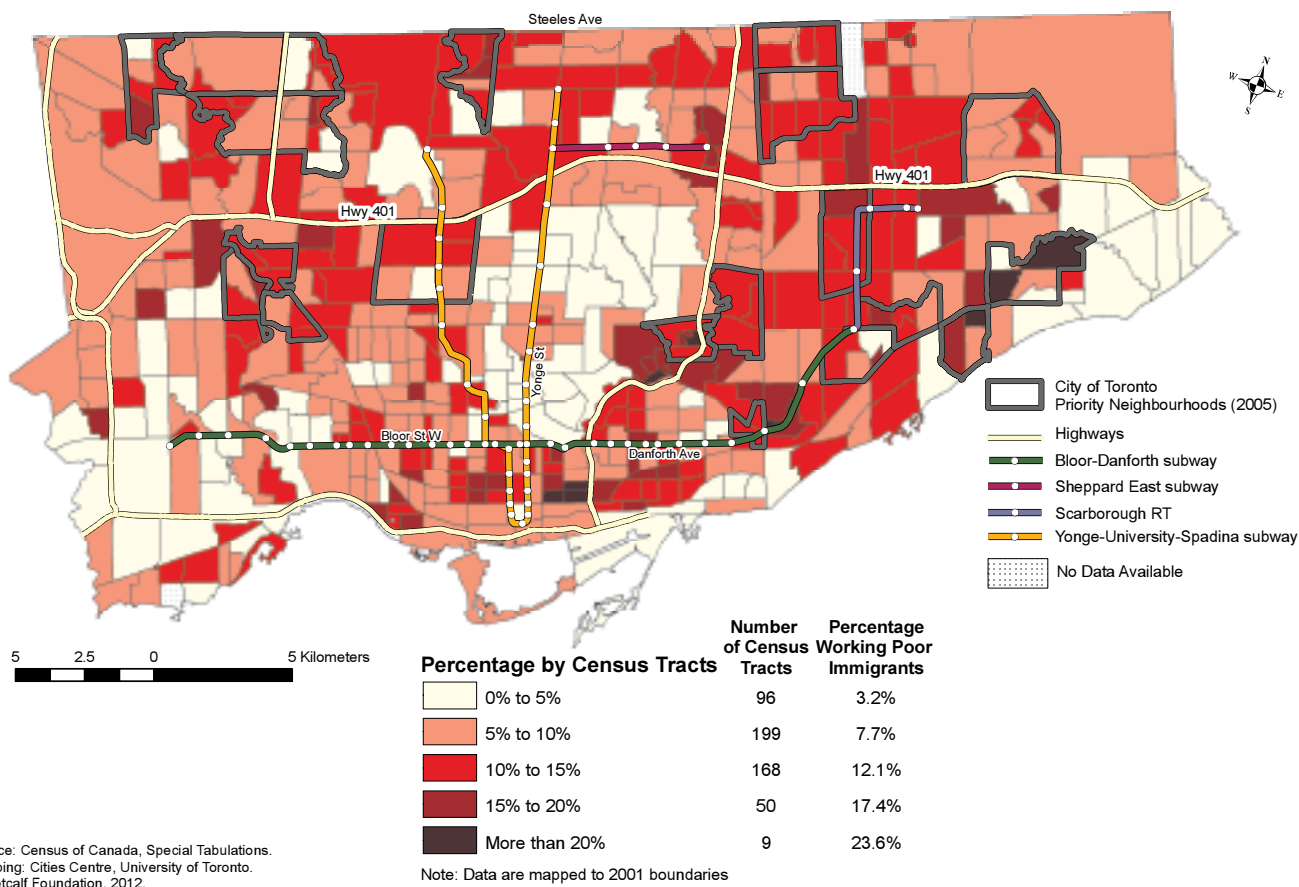 Steeles Ave
N
W
E
S
Hwy 401
Hwy 401
Yonge St
Bloor St W
Danforth Ave
City of Toronto
Priority Neighbourhoods (2005)
Highways
Bloor-Danforth subway
Sheppard East subway
Scarborough RT
Yonge-University-Spadina subway
No Data Available
5 2.5 0 5 Kilometers
Percentage by Census Tracts
Number of Census Tracts
Percentage Working Poor Immigrants
0% to 5% 96 3.2%
5% to 10% 199 7.7%
10% to 15% 168 12.1%
15% to 20% 50 17.4%
More than 20% 9 23.6%
Note: Data are mapped to 2001 boundaries
ce: Census of Canada, Special Tabulations.
ping: Cities Centre, University of Toronto.
etcalf Foundation, 2012.